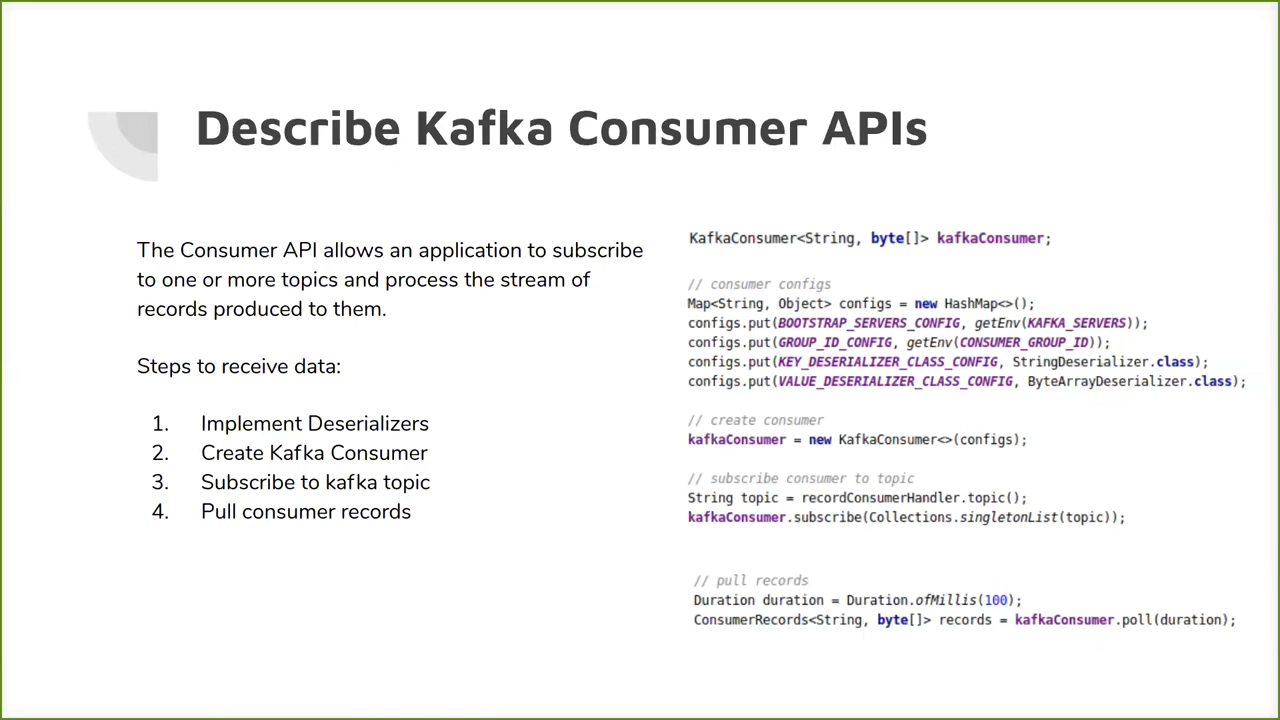 Describe Kafka Consumer APIs
The Consumer API allows an application to subscribe
to one or more topics and process the stream of
records produced to them.
Steps to receive data:
1. Implement Deserializers
2. Create Kafka Consumer
3. Subscribe to kafka topic
4. Pull consumer records
KafkaConsumer<String, byte[]> kafkaConsumer;
// consumer configs
Map<String, Object> configs = new HashMap<>();
configs.put(BOOTSTRAP_SERVERS_CONFIG, getEnv(KAFKA_SERVERS));
configs.put(GROUP_ID_CONFIG, getEnv(CONSUMER_GROUP_ID));
configs.put(KEY_DESERIALIZER_CLASS_CONFIG, StringDeserializer.class);
configs.put(VALUE_DESERIALIZER_CLASS_CONFIG, ByteArrayDeserializer.class);
// create consumer
kafkaConsumer = new KafkaConsumer<>(configs);
// subscribe consumer to topic
String topic = recordConsumerHandler.topic();
kafkaConsumer.subscribe(Collections.singletonList(topic));
// pull records
Duration duration = Duration.ofMillis(100);
ConsumerRecords<String, byte[]> records = kafkaConsumer.poll(duration);